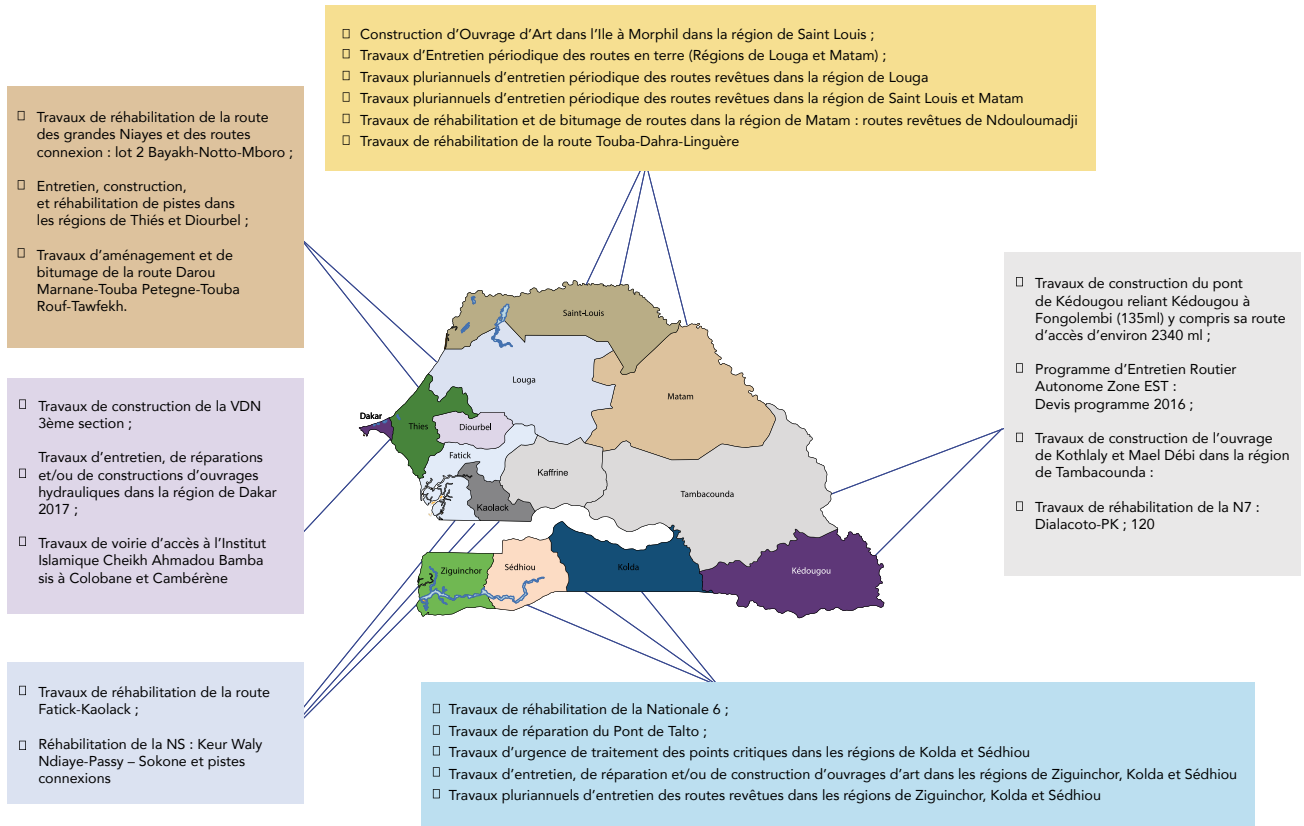 Construction d'Ouvrage d'Art dans l'Ile à Morphil dans la région de Saint Louis ;
Travaux d'Entretien périodique des routes en terre (Régions de Louga et Matam) ;
Travaux pluriannuels d'entretien périodique des routes revêtues dans la région de Louga
Travaux pluriannuels d'entretien périodique des routes revêtues dans la région de Saint Louis et Matam
Travaux de réhabilitation et de bitumage de routes dans la région de Matam : routes revêtues de Ndouloumadji
Travaux de réhabilitation de la route Touba-Dahra-Linguère
Travaux de réhabilitation de la route
des grandes Niayes et des routes
connexion : lot 2 Bayakh-Notto-Mboro ;
Entretien, construction,
et réhabilitation de pistes dans
les régions de Thiés et Diourbel ;
Travaux d'aménagement et de
bitumage de la route Darou
Marnane-Touba Petegne-Touba
Rouf-Tawfekh.
Travaux de construction de la VDN
3ème section ;
Travaux d'entretien, de réparations
et/ou de constructions d'ouvrages
hydrauliques dans la région de Dakar
2017 ;
Travaux de voirie d'accès à l'Institut
Islamique Cheikh Ahmadou Bamba
sis à Colobane et Cambérène
Travaux de réhabilitation de la route
Fatick-Kaolack ;
Réhabilitation de la NS : Keur Waly
Ndiaye-Passy – Sokone et pistes
connexions
Saint-Louis
Louga
Matam
Dakar
Thies
Diourbel
Fatick
Kaffrine
Kaolack
Tambacounda
Ziguinchor
Sédhiou
Kolda
Kédougou
Travaux de construction du pont
de Kédougou reliant Kédougou à
Fongolembi (135ml) y compris sa route
d'accès d'environ 2340 ml ;
Programme d'Entretien Routier
Autonome Zone EST :
Devis programme 2016 ;
Travaux de construction de l'ouvrage
de Kothlaly et Mael Débi dans la région
de Tambacounda :
Travaux de réhabilitation de la N7 :
Dialacoto-PK ; 120
Travaux de réhabilitation de la Nationale 6 ;
Travaux de réparation du Pont de Talto ;
Travaux d'urgence de traitement des points critiques dans les régions de Kolda et Sédhiou
Travaux d'entretien, de réparation et/ou de construction d'ouvrages d'art dans les régions de Ziguinchor, Kolda et Sédhiou
Travaux pluriannuels d'entretien des routes revêtues dans les régions de Ziguinchor, Kolda et Sédhiou